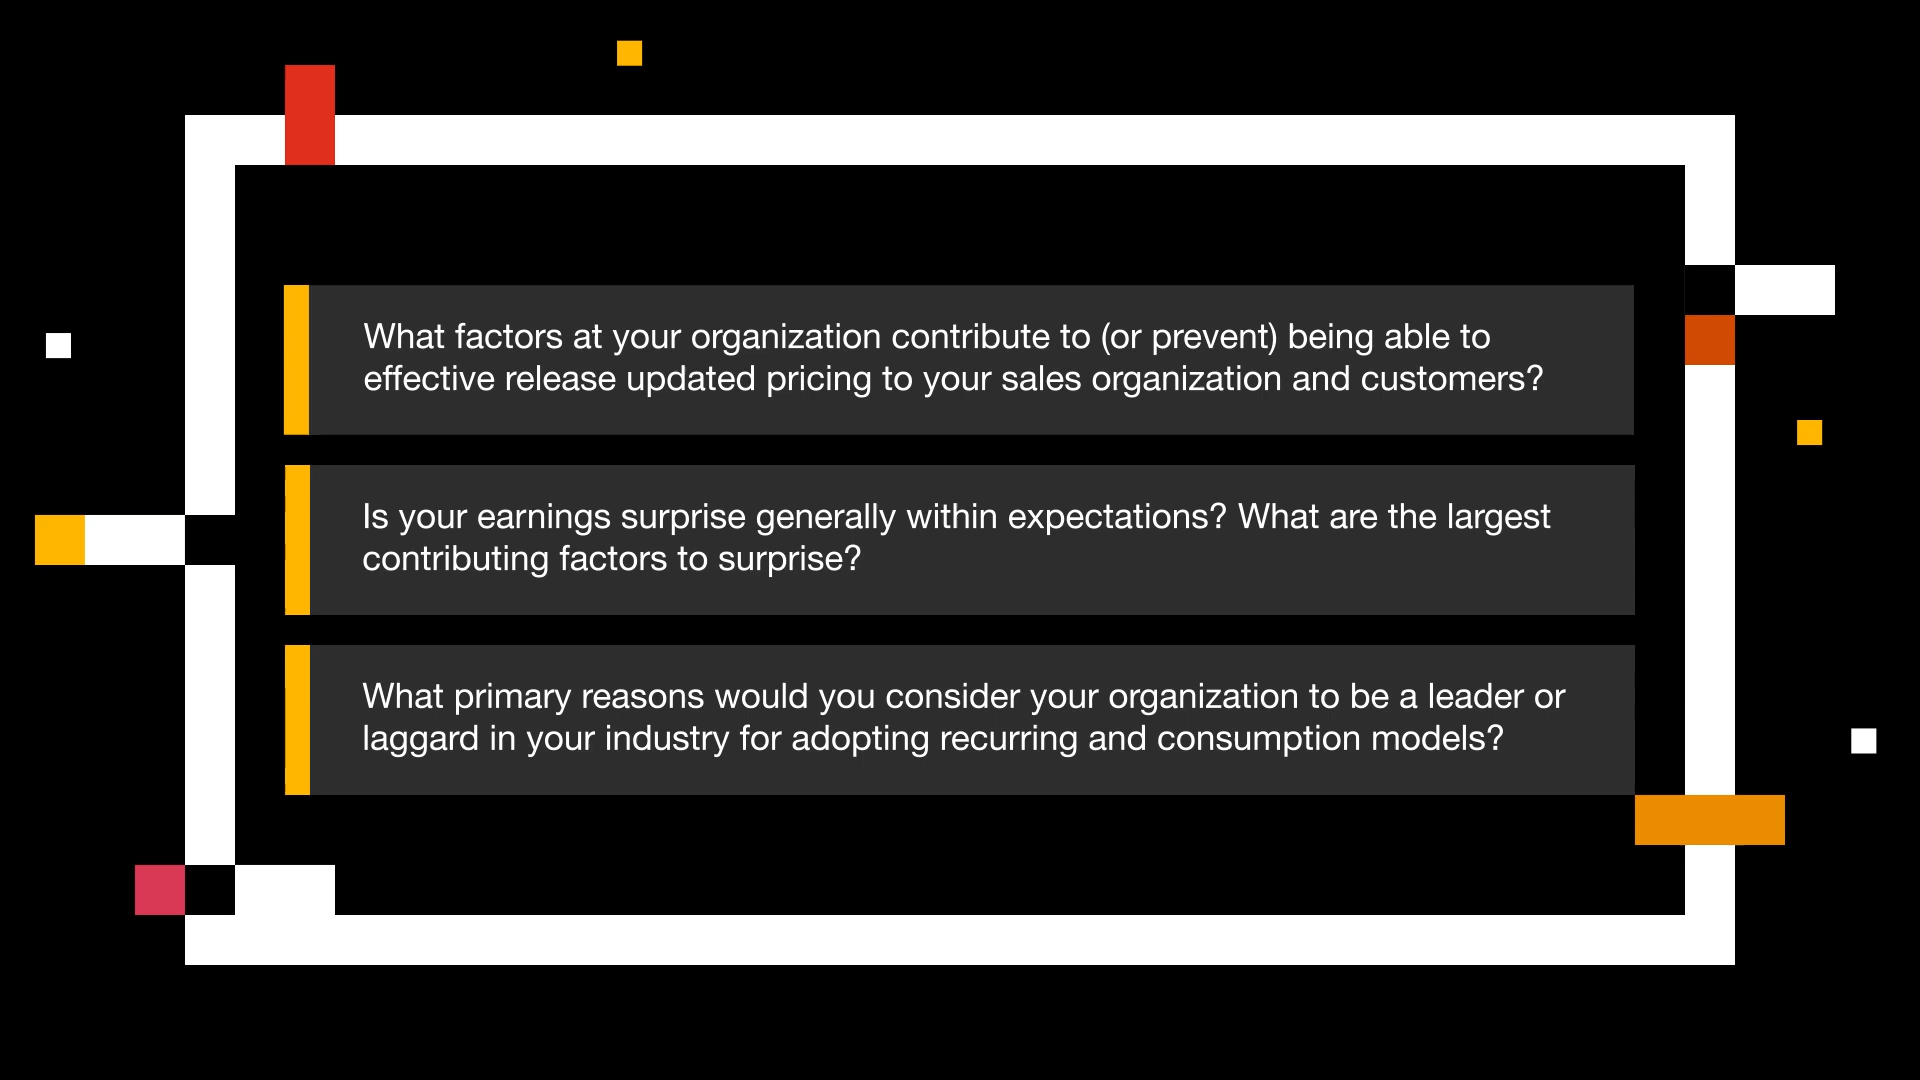 What factors at your organization contribute to (or prevent) being able to
effective release updated pricing to your sales organization and customers?
Is your earnings surprise generally within expectations? What are the largest
contributing factors to surprise?
What primary reasons would you consider your organization to be a leader or
laggard in your industry for adopting recurring and consumption models?